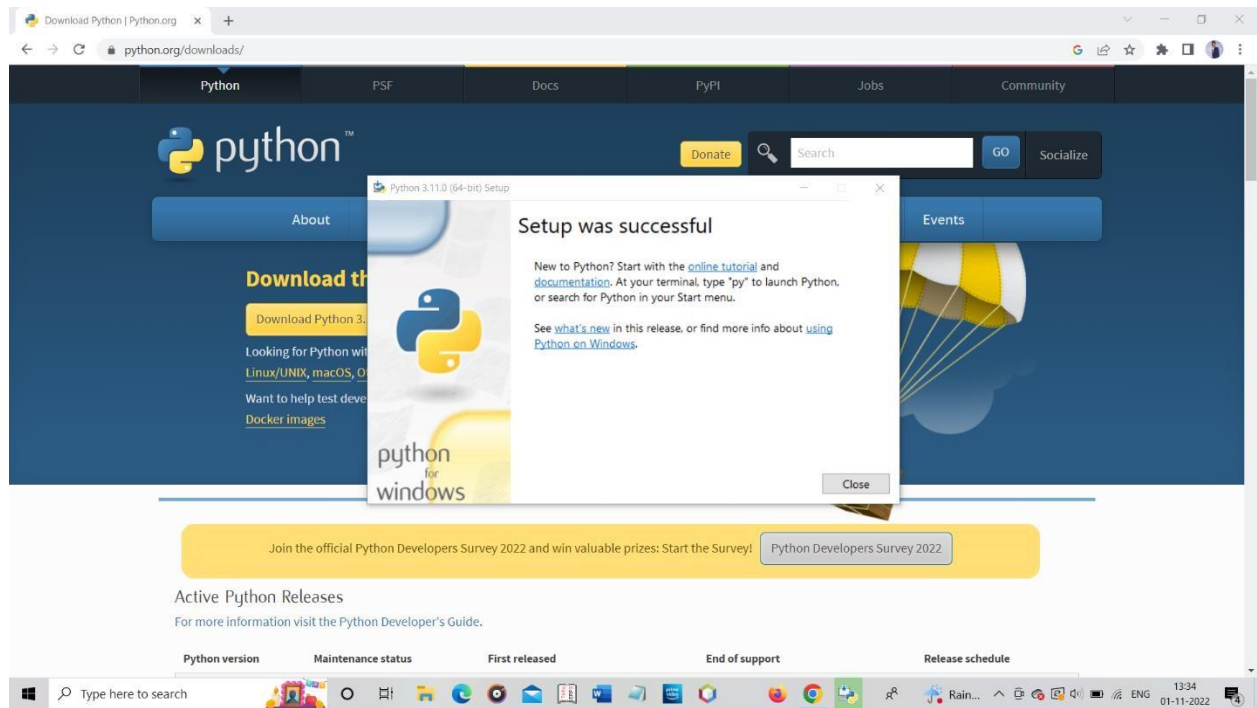 Download Python | Python.org
python.org/downloads/
Python PSF Docs PyPI Jobs Community
python™
Donate Search GO Socialize
Python 3.11.0 (64-bit) Setup
About Events
Setup was successful
New to Python? Start with the online tutorial and
documentation. At your terminal, type "py" to launch Python,
or search for Python in your Start menu.
See what's new in this release, or find more info about using
Python on Windows.
python
for
windows
Close
Download th
Download Python 3.
Looking for Python wit
Linux/UNIX, macOS, O
Want to help test deve
Docker images
Join the official Python Developers Survey 2022 and win valuable prizes: Start the Survey! Python Developers Survey 2022
Active Python Releases
For more information visit the Python Developer's Guide.
Python version Maintenance status First released End of support Release schedule
Type here to search Rain... ENG 13:34
01-11-2022
4